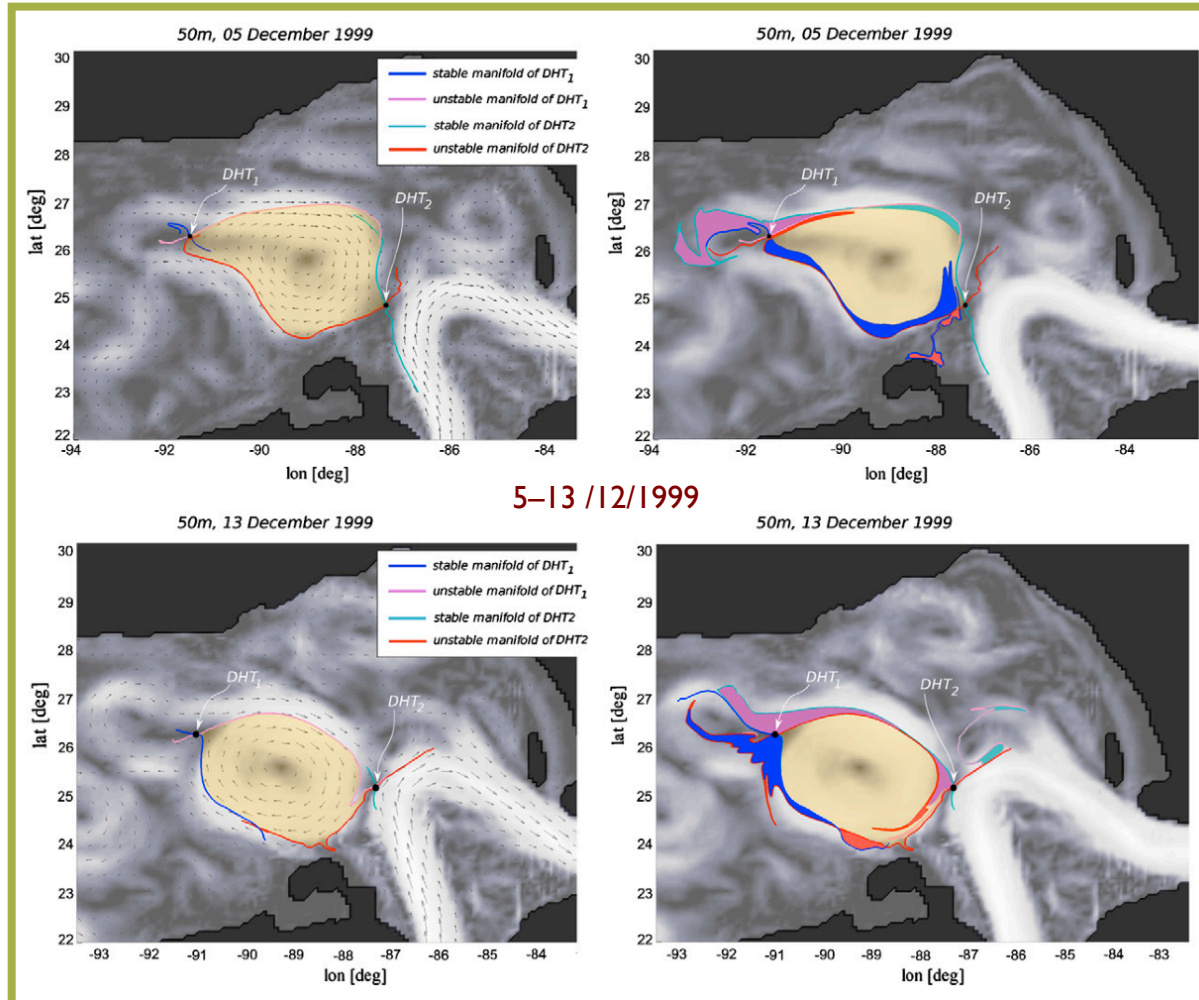 50m, 05 December 1999
50m, 05 December 1999
30
29
28
27
26
25
24
23
22
lat [deg]
stable manifold of DHT1
unstable manifold of DHT1
stable manifold of DHT2
unstable manifold of DHT2
DHT1
DHT2
-94 -92 -90 -88 -86 -84
lon [deg]
30
29
28
27
26
25
24
23
22
lat [deg]
DHT1
DHT2
-94 -92 -90 -88 -86 -84
lon [deg]
5–13 /12/1999
50m, 13 December 1999
50m, 13 December 1999
30
29
28
27
26
25
24
23
22
lat [deg]
stable manifold of DHT1
unstable manifold of DHT1
stable manifold of DHT2
unstable manifold of DHT2
DHT1
DHT2
-93 -92 -91 -90 -89 -88 -87 -86 -85 -84
lon [deg]
30
29
28
27
26
25
24
23
22
lat [deg]
DHT1
DHT2
-93 -92 -91 -90 -89 -88 -87 -86 -85 -84 -83
lon [deg]